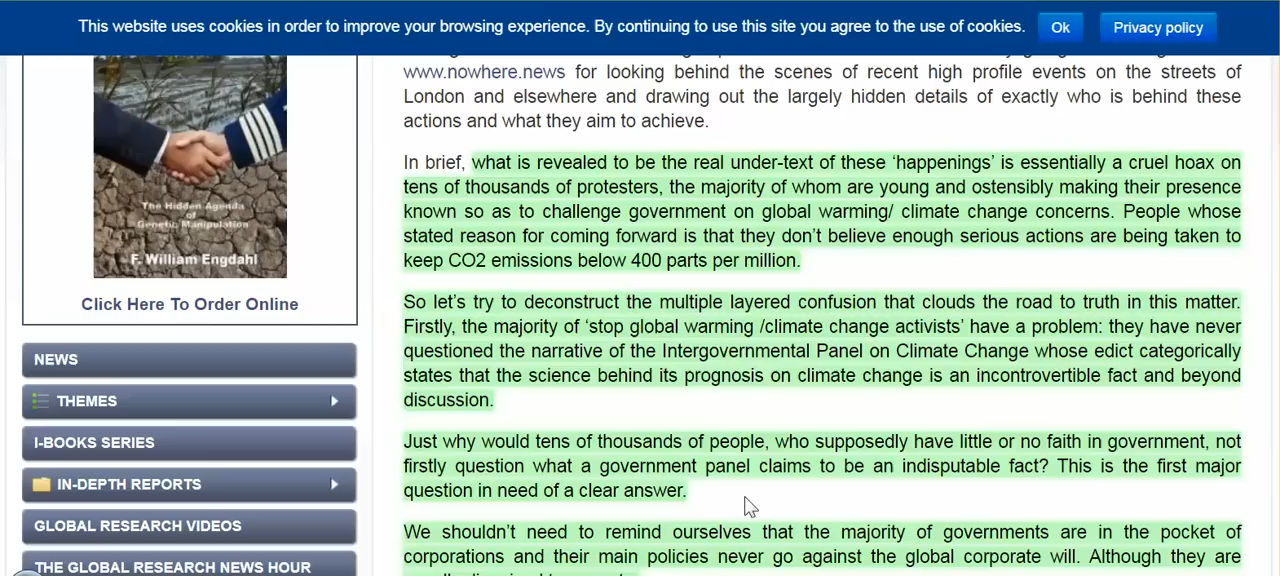 This website uses cookies in order to improve your browsing experience. By continuing to use this site you agree to the use of cookies.
Ok
Privacy policy
The Hidden Agenda
of
Genetic Manipulation
F. William Engdahl
Click Here To Order Online
NEWS
THEMES
I-BOOKS SERIES
IN-DEPTH REPORTS
GLOBAL RESEARCH VIDEOS
THE GLOBAL RESEARCH NEWS HOUR
www.nowhere.news for looking behind the scenes of recent high profile events on the streets of
London and elsewhere and drawing out the largely hidden details of exactly who is behind these
actions and what they aim to achieve.
In brief, what is revealed to be the real under-text of these ‘happenings’ is essentially a cruel hoax on
tens of thousands of protesters, the majority of whom are young and ostensibly making their presence
known so as to challenge government on global warming/ climate change concerns. People whose
stated reason for coming forward is that they don’t believe enough serious actions are being taken to
keep CO2 emissions below 400 parts per million.
So let’s try to deconstruct the multiple layered confusion that clouds the road to truth in this matter.
Firstly, the majority of ‘stop global warming /climate change activists’ have a problem: they have never
questioned the narrative of the Intergovernmental Panel on Climate Change whose edict categorically
states that the science behind its prognosis on climate change is an incontrovertible fact and beyond
discussion.
Just why would tens of thousands of people, who supposedly have little or no faith in government, not
firstly question what a government panel claims to be an indisputable fact? This is the first major
question in need of a clear answer.
We shouldn’t need to remind ourselves that the majority of governments are in the pocket of
corporations and their main policies never go against the global corporate will. Although they are